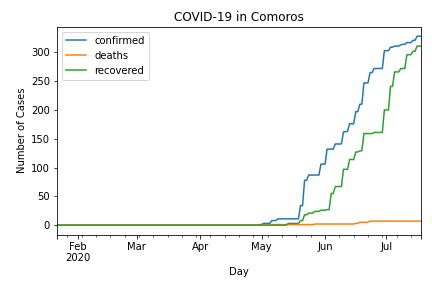 COVID-19 in Comoros
confirmed
deaths
recovered
Number of Cases
300
250
200
150
100
50
0
Feb
2020
Mar
Apr
May
Jun
Jul
Day